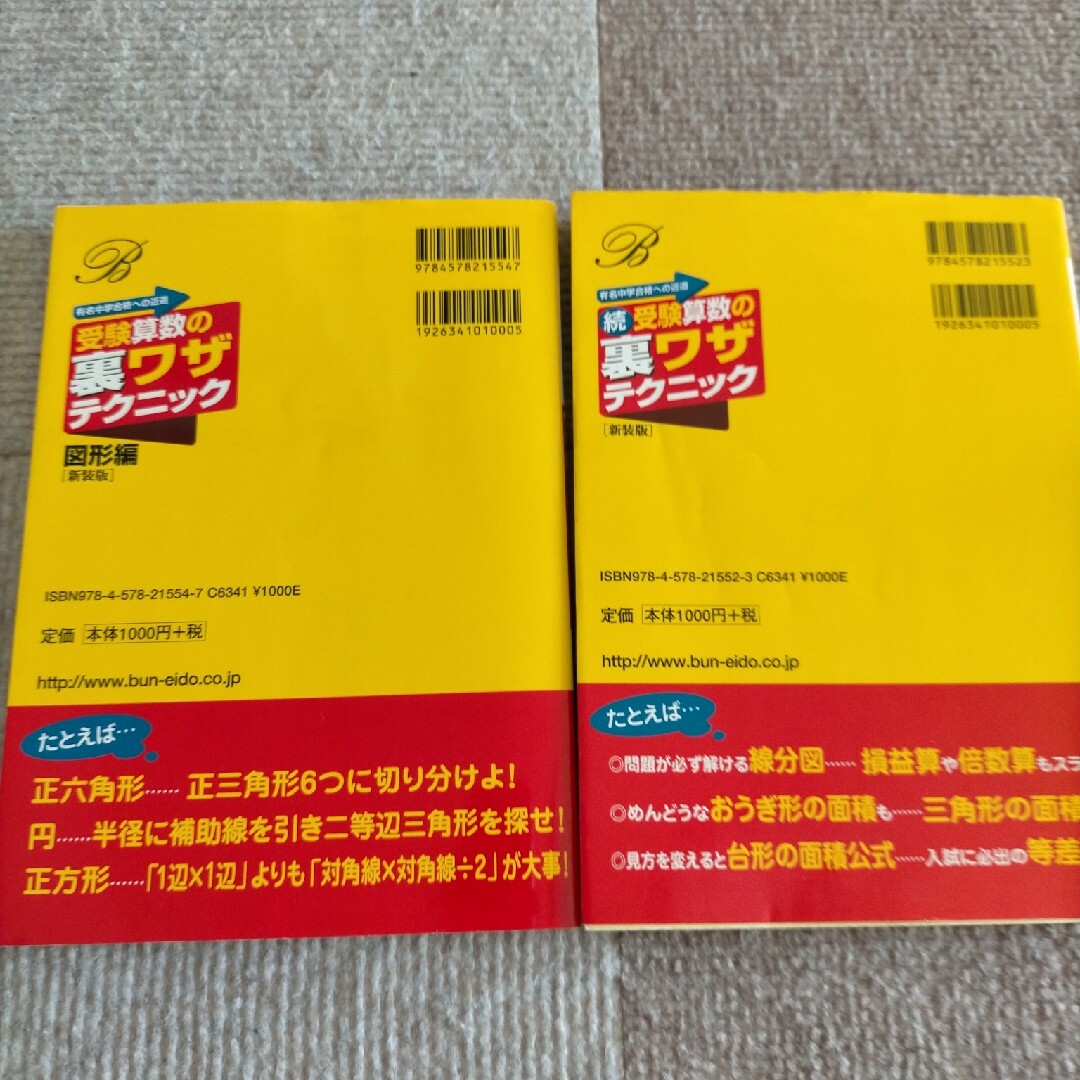 B
9784578215547
1926341010005
有名中学合格への近道
受験算数の
裏ワザ
テクニック
図形編
[新装版]
ISBN978-4-578-21554-7 C6341 ¥1000E
定価 本体1000円+税
http://www.bun-eido.co.jp
たとえば…
正六角形…… 正三角形6つに切り分けよ!
円……半径に補助線を引き二等辺三角形を探せ!
正方形……「1辺×1辺」よりも「対角線×対角線÷2」が大事!
B
9784578215523
1926341010005
有名中学合格への近道
続 受験算数の
裏ワザ
テクニック
[新装版]
ISBN978-4-578-21552-3 C6341 ¥1000E
定価 本体1000円+税
http://www.bun-eido.co.jp
たとえば…
◎問題が必ず解ける線分図…… 損益算や倍数算もスラ
◎めんどうなおうぎ形の面積も……三角形の面積
◎見方を変えると台形の面積公式……入試に必出の等差